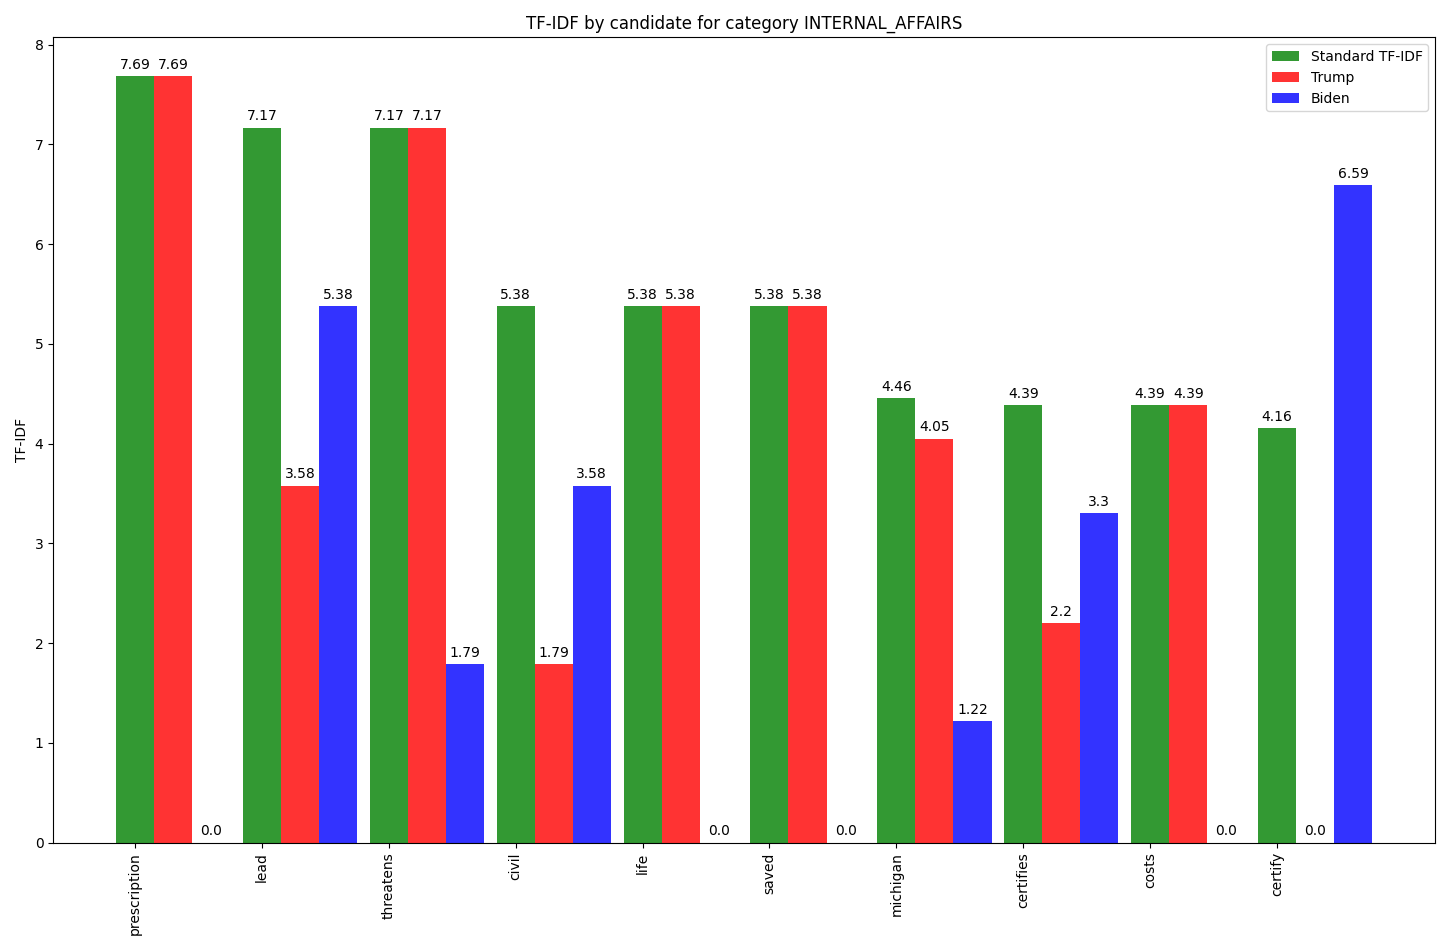 TF-IDF by candidate for category INTERNAL_AFFAIRS
Standard TF-IDF
Trump
Biden
TF-IDF
8
7
6
5
4
3
2
1
0
7.69 7.69 0.0
7.17 3.58 5.38
7.17 7.17 1.79
5.38 1.79 3.58
5.38 5.38 0.0
5.38 5.38 0.0
4.46 4.05 1.22
4.39 2.2 3.3
4.39 4.39 0.0
4.16 0.0 6.59
prescription
lead
threatens
civil
life
saved
michigan
certifies
costs
certify